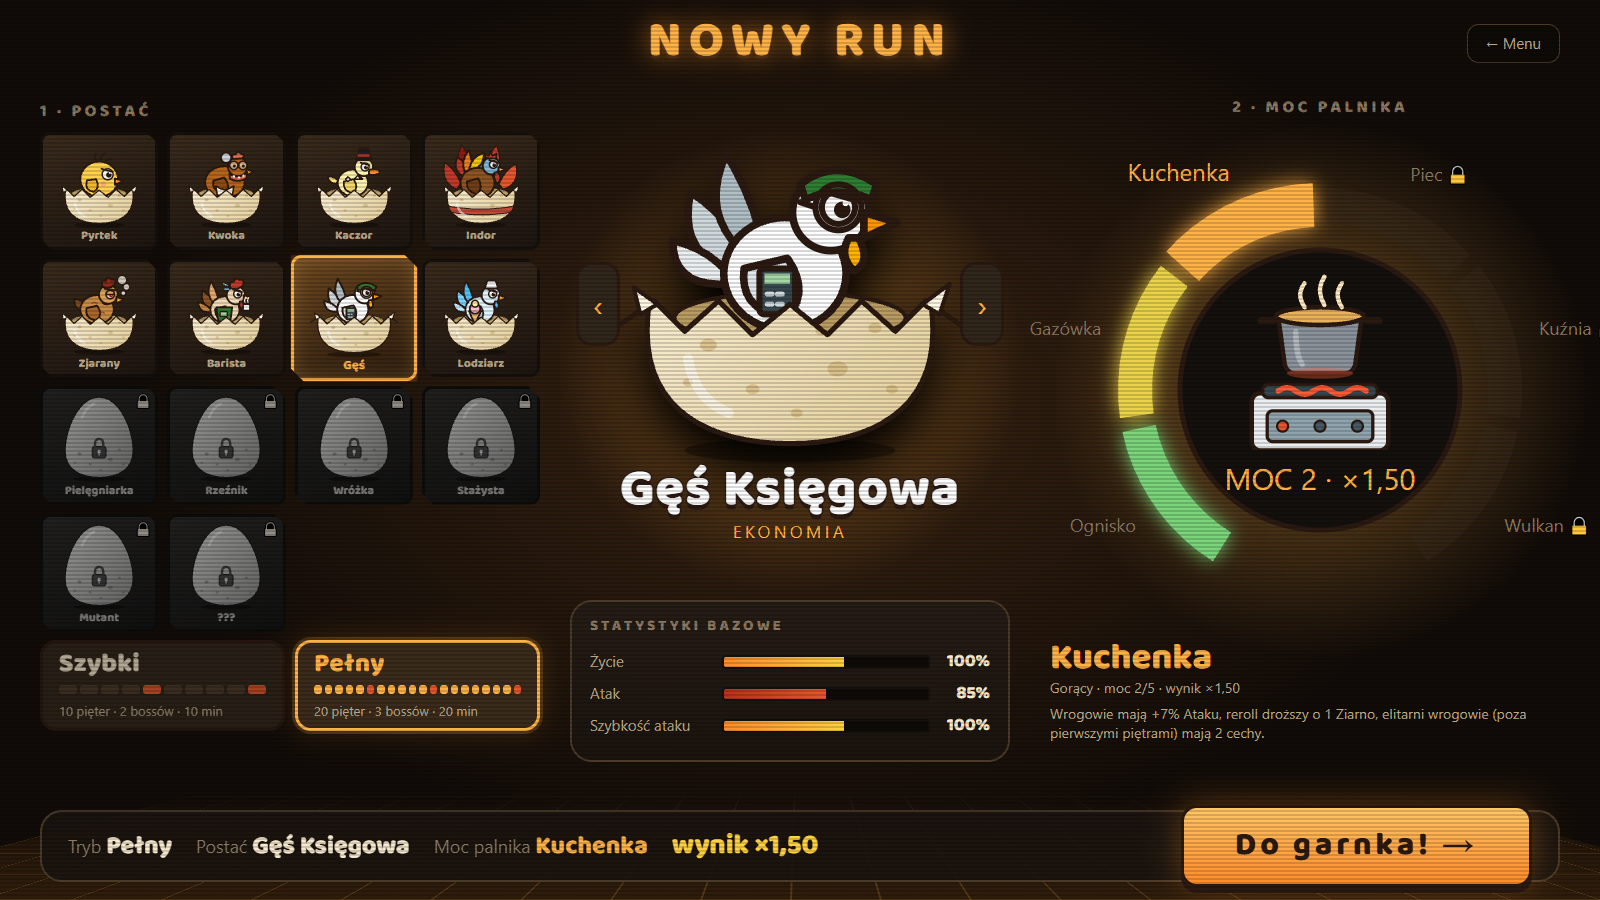 NOWY RUN
← Menu
1 · POSTAĆ
Pyrtek
Kwoka
Kaczor
Indor
Zjarany
Barista
Gęś
Lodziarz
Pielęgniarka
Rzeźnik
Wróżka
Stażysta
Mutant
???
Szybki
10 pięter · 2 bossów · 10 min
Pełny
20 pięter · 3 bossów · 20 min
‹
›
Gęś Księgowa
EKONOMIA
STATYSTYKI BAZOWE
Życie 100%
Atak 85%
Szybkość ataku 100%
2 · MOC PALNIKA
Kuchenka
Piec
Gazówka
Kuźnia
Ognisko
Wulkan
MOC 2 · ×1,50
Kuchenka
Gorący · moc 2/5 · wynik ×1,50
Wrogowie mają +7% Ataku, reroll droższy o 1 Ziarno, elitarni wrogowie (poza
pierwszymi piętrami) mają 2 cechy.
Tryb Pełny Postać Gęś Księgowa Moc palnika Kuchenka wynik ×1,50
Do garnka! →